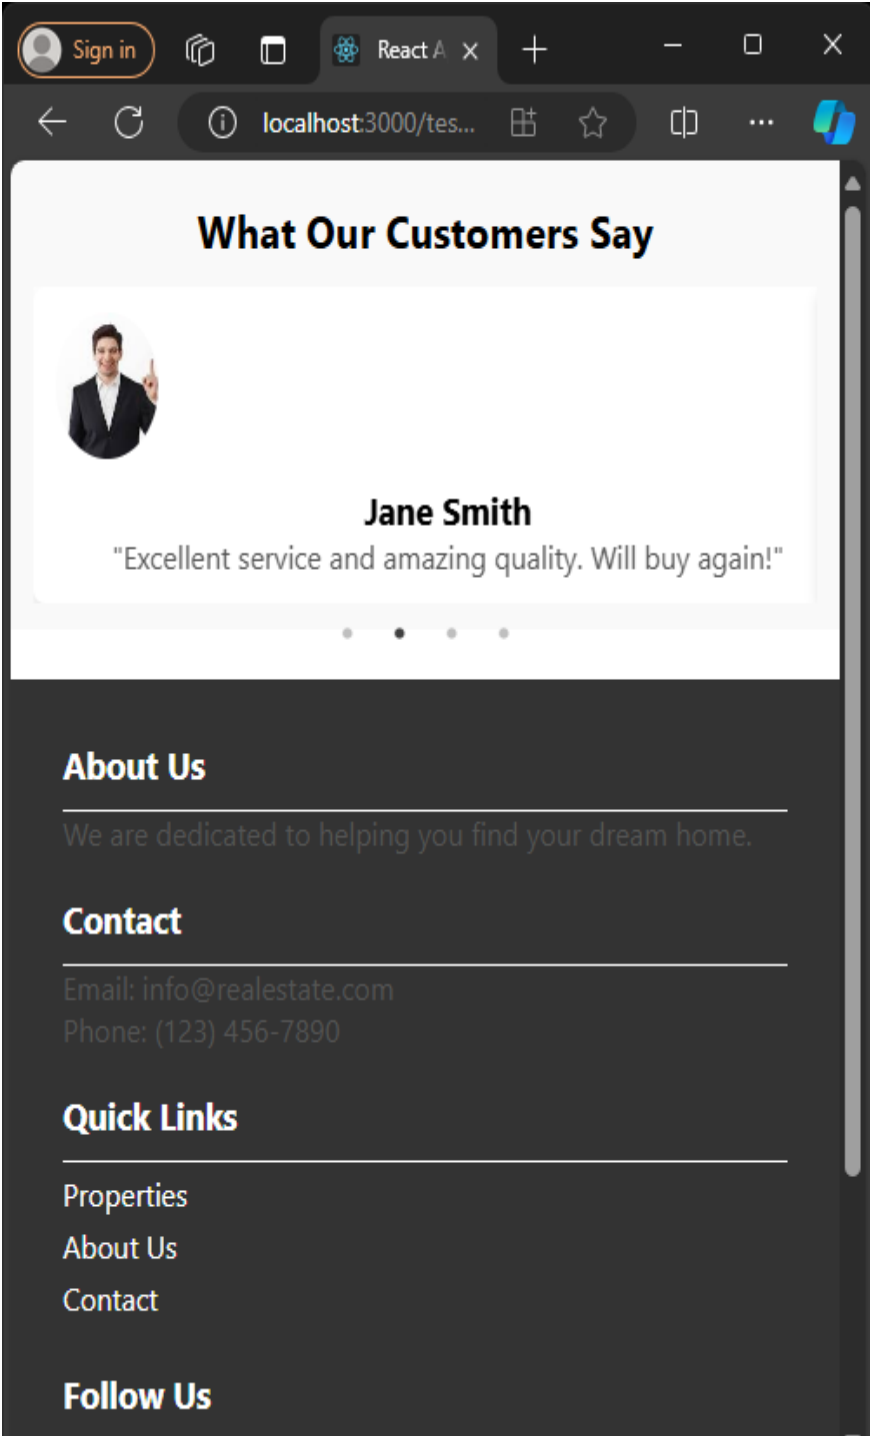 Sign in
React A
localhost:3000/tes...
What Our Customers Say
Jane Smith
"Excellent service and amazing quality. Will buy again!"
About Us
We are dedicated to helping you find your dream home.
Contact
Email: info@realestate.com
Phone: (123) 456-7890
Quick Links
Properties
About Us
Contact
Follow Us